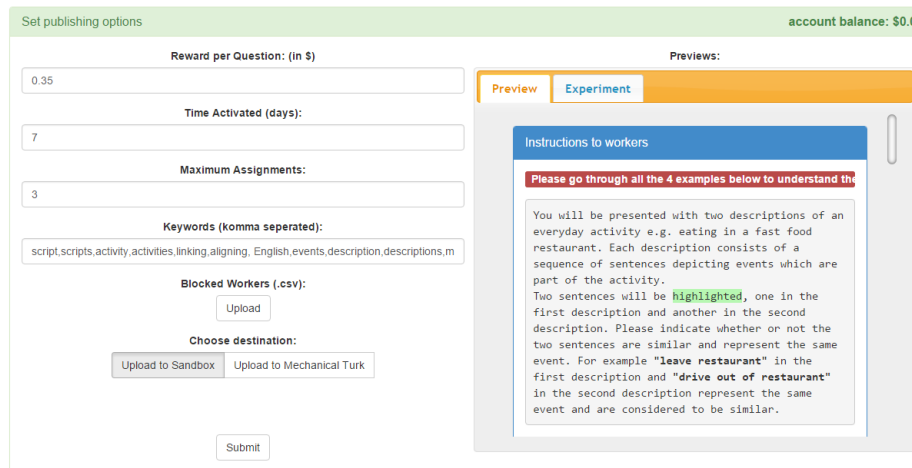 Set publishing options
account balance: $0.
Reward per Question: (in $)
0.35
Time Activated (days):
7
Maximum Assignments:
3
Keywords (komma seperated):
script,scripts,activity,activities,linking,aligning, English,events,description,descriptions,m
Blocked Workers (.csv):
Upload
Choose destination:
Upload to Sandbox Upload to Mechanical Turk
Submit
Previews:
Preview Experiment
Instructions to workers
Please go through all the 4 examples below to understand the
You will be presented with two descriptions of an
everyday activity e.g. eating in a fast food
restaurant. Each description consists of a
sequence of sentences depicting events which are
part of the activity.
Two sentences will be highlighted, one in the
first description and another in the second
description. Please indicate whether or not the
two sentences are similar and represent the same
event. For example "leave restaurant" in the
first description and "drive out of restaurant"
in the second description represent the same
event and are considered to be similar.